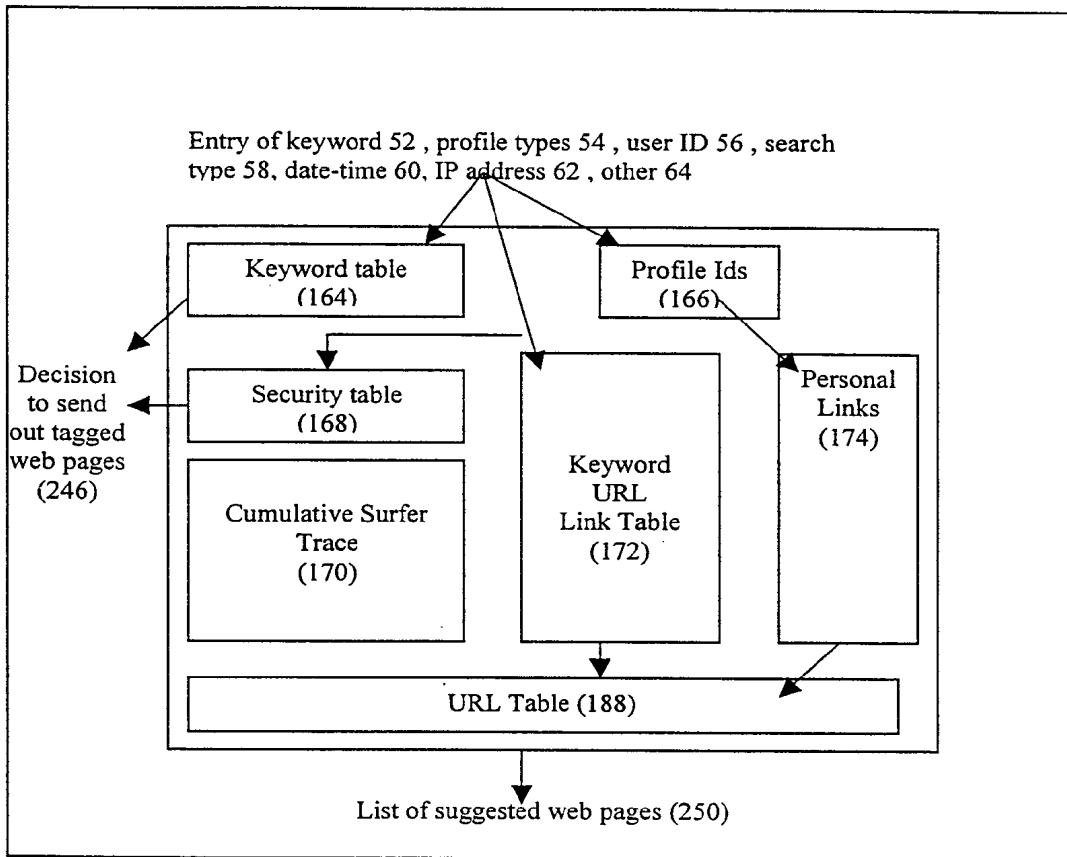 Entry of keyword 52 , profile types 54 , user ID 56 , search
type 58, date-time 60, IP address 62 , other 64
Keyword table
(164)
Profile Ids
(166)
Decision
to send
out tagged
web pages
(246)
Security table
(168)
Cumulative Surfer
Trace
(170)
Keyword
URL
Link Table
(172)
Personal
Links
(174)
URL Table (188)
List of suggested web pages (250)